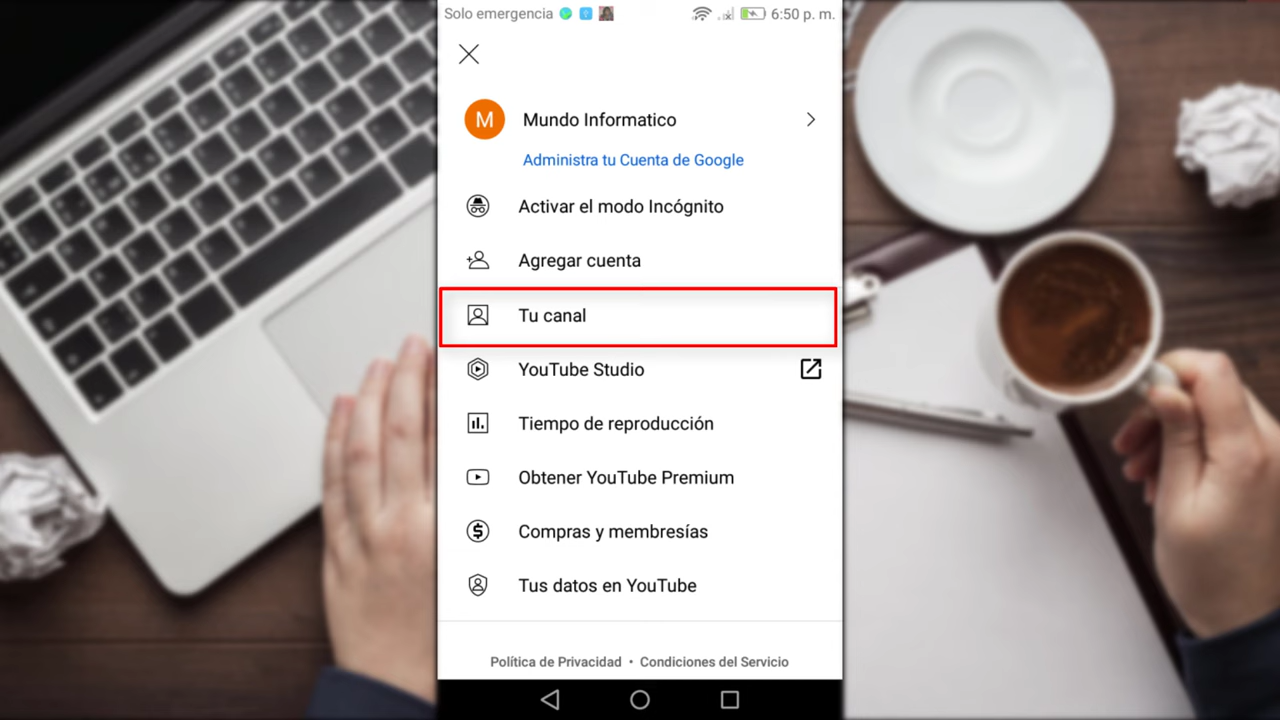 Solo emergencia 6:50 p. m.
M Mundo Informatico
Administra tu Cuenta de Google
Activar el modo Incógnito
Agregar cuenta
Tu canal
YouTube Studio
Tiempo de reproducción
Obtener YouTube Premium
Compras y membresías
Tus datos en YouTube
Política de Privacidad • Condiciones del Servicio